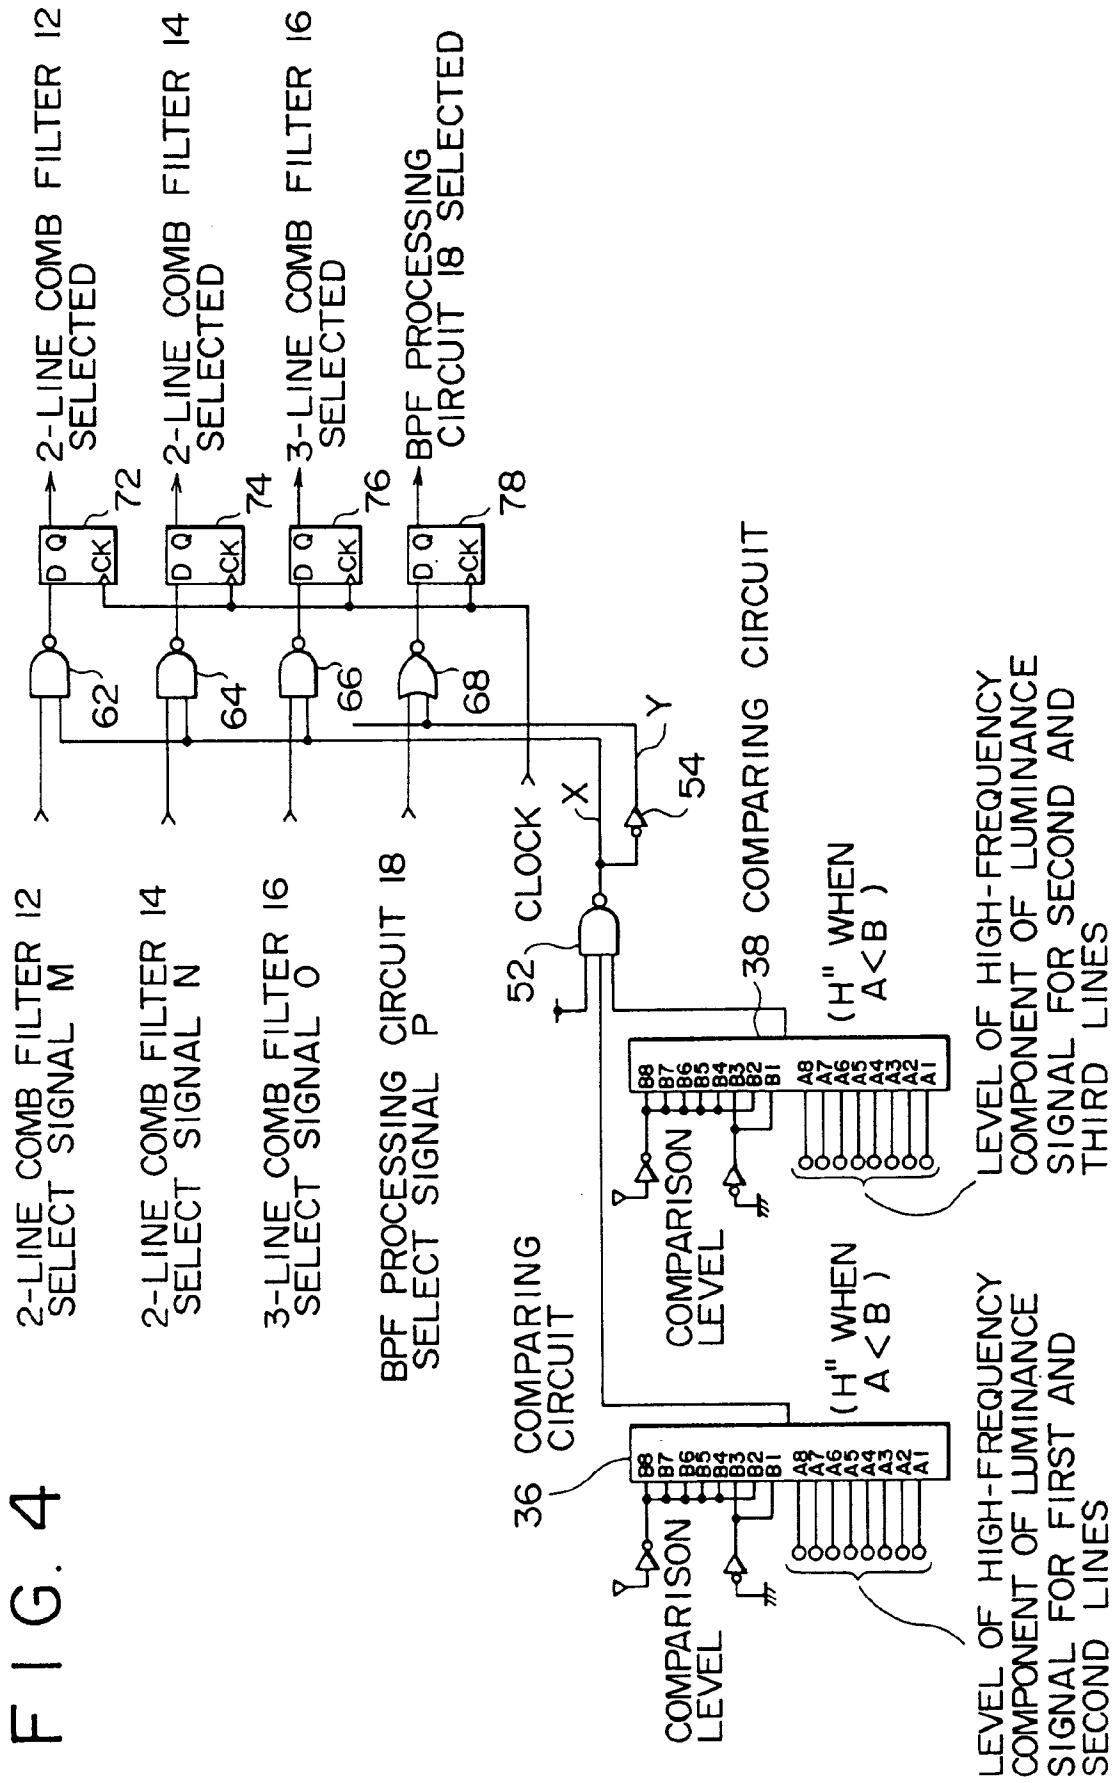 FIG. 4
2-LINE COMB FILTER 12
SELECT SIGNAL M
2-LINE COMB FILTER 14
SELECT SIGNAL N
3-LINE COMB FILTER 16
SELECT SIGNAL O
BPF PROCESSING CIRCUIT 18
SELECT SIGNAL P
CLOCK
62
64
66
68
D Q
CK
72
D Q
CK
74
D Q
CK
76
D Q
CK
78
2-LINE COMB FILTER 12
SELECTED
2-LINE COMB FILTER 14
SELECTED
3-LINE COMB FILTER 16
SELECTED
BPF PROCESSING
CIRCUIT 18 SELECTED
52
X
Y
54
36 COMPARING
CIRCUIT
COMPARISON
LEVEL
B8
B7
B6
B5
B4
B3
B2
B1
A8
A7
A6
A5
A4
A3
A2
A1
(H" WHEN
A<B )
LEVEL OF HIGH-FREQUENCY
COMPONENT OF LUMINANCE
SIGNAL FOR FIRST AND
SECOND LINES
38 COMPARING CIRCUIT
COMPARISON
LEVEL
B8
B7
B6
B5
B4
B3
B2
B1
A8
A7
A6
A5
A4
A3
A2
A1
(H" WHEN
A<B )
LEVEL OF HIGH-FREQUENCY
COMPONENT OF LUMINANCE
SIGNAL FOR SECOND AND
THIRD LINES